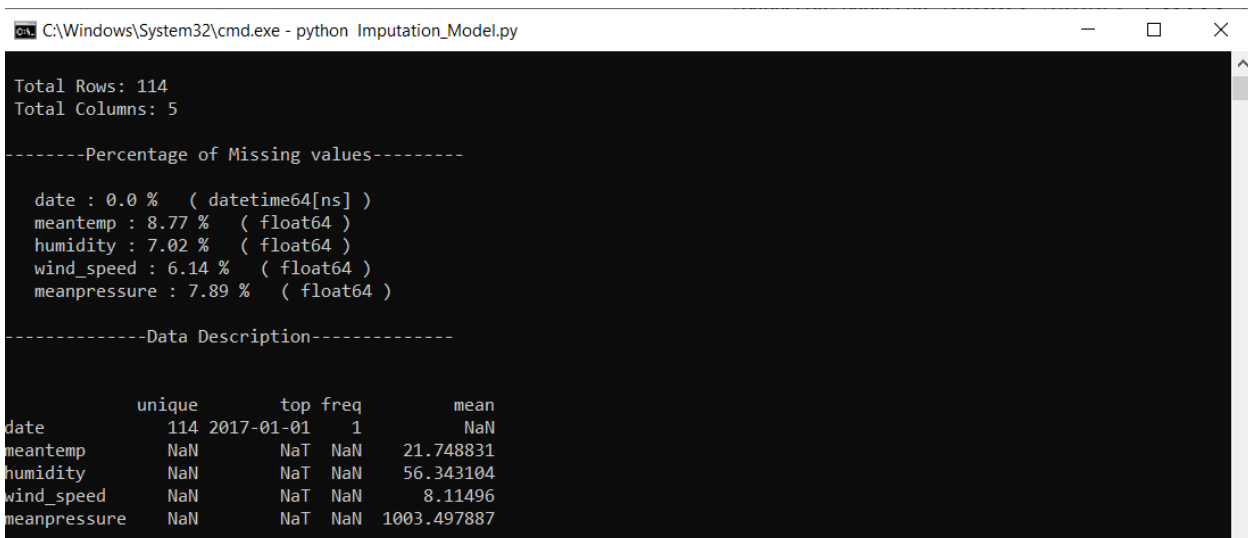 C:\Windows\System32\cmd.exe - python  Imputation_Model.py
Total Rows: 114
Total Columns: 5
--------Percentage of Missing values---------
date : 0.0 %   ( datetime64[ns] )
meantemp : 8.77 %   ( float64 )
humidity : 7.02 %   ( float64 )
wind_speed : 6.14 %   ( float64 )
meanpressure : 7.89 %   ( float64 )
--------------Data Description--------------
unique        top freq         mean
date            114 2017-01-01    1          NaN
meantemp        NaN        NaT  NaN    21.748831
humidity        NaN        NaT  NaN    56.343104
wind_speed      NaN        NaT  NaN      8.11496
meanpressure    NaN        NaT  NaN  1003.497887